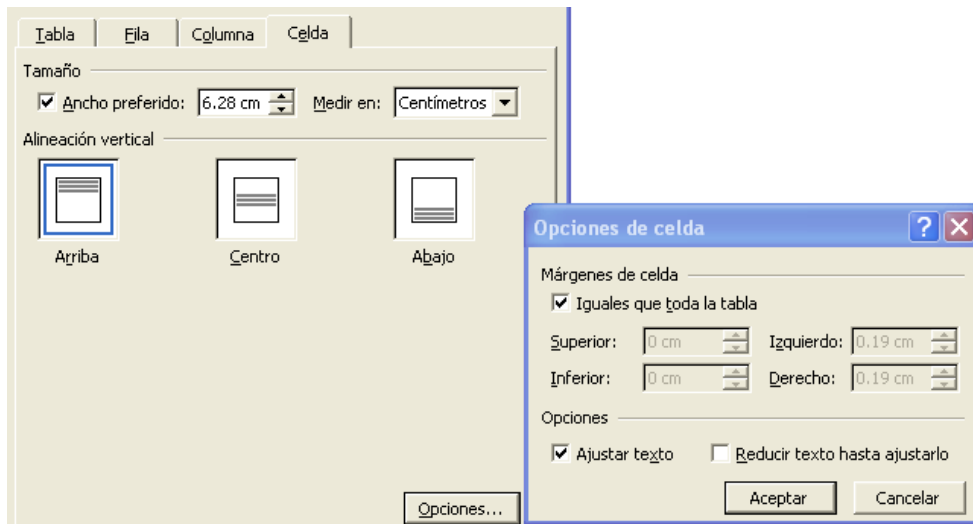 Tabla Fila Columna Celda
Tamaño
Ancho preferido: 6.28 cm Medir en: Centímetros
Alineación vertical
Arriba Centro Abajo
Opciones...
Opciones de celda ?
Márgenes de celda
Iguales que toda la tabla
Superior: 0 cm Izquierdo: 0.19 cm
Inferior: 0 cm Derecho: 0.19 cm
Opciones
Ajustar texto Reducir texto hasta ajustarlo
Aceptar Cancelar